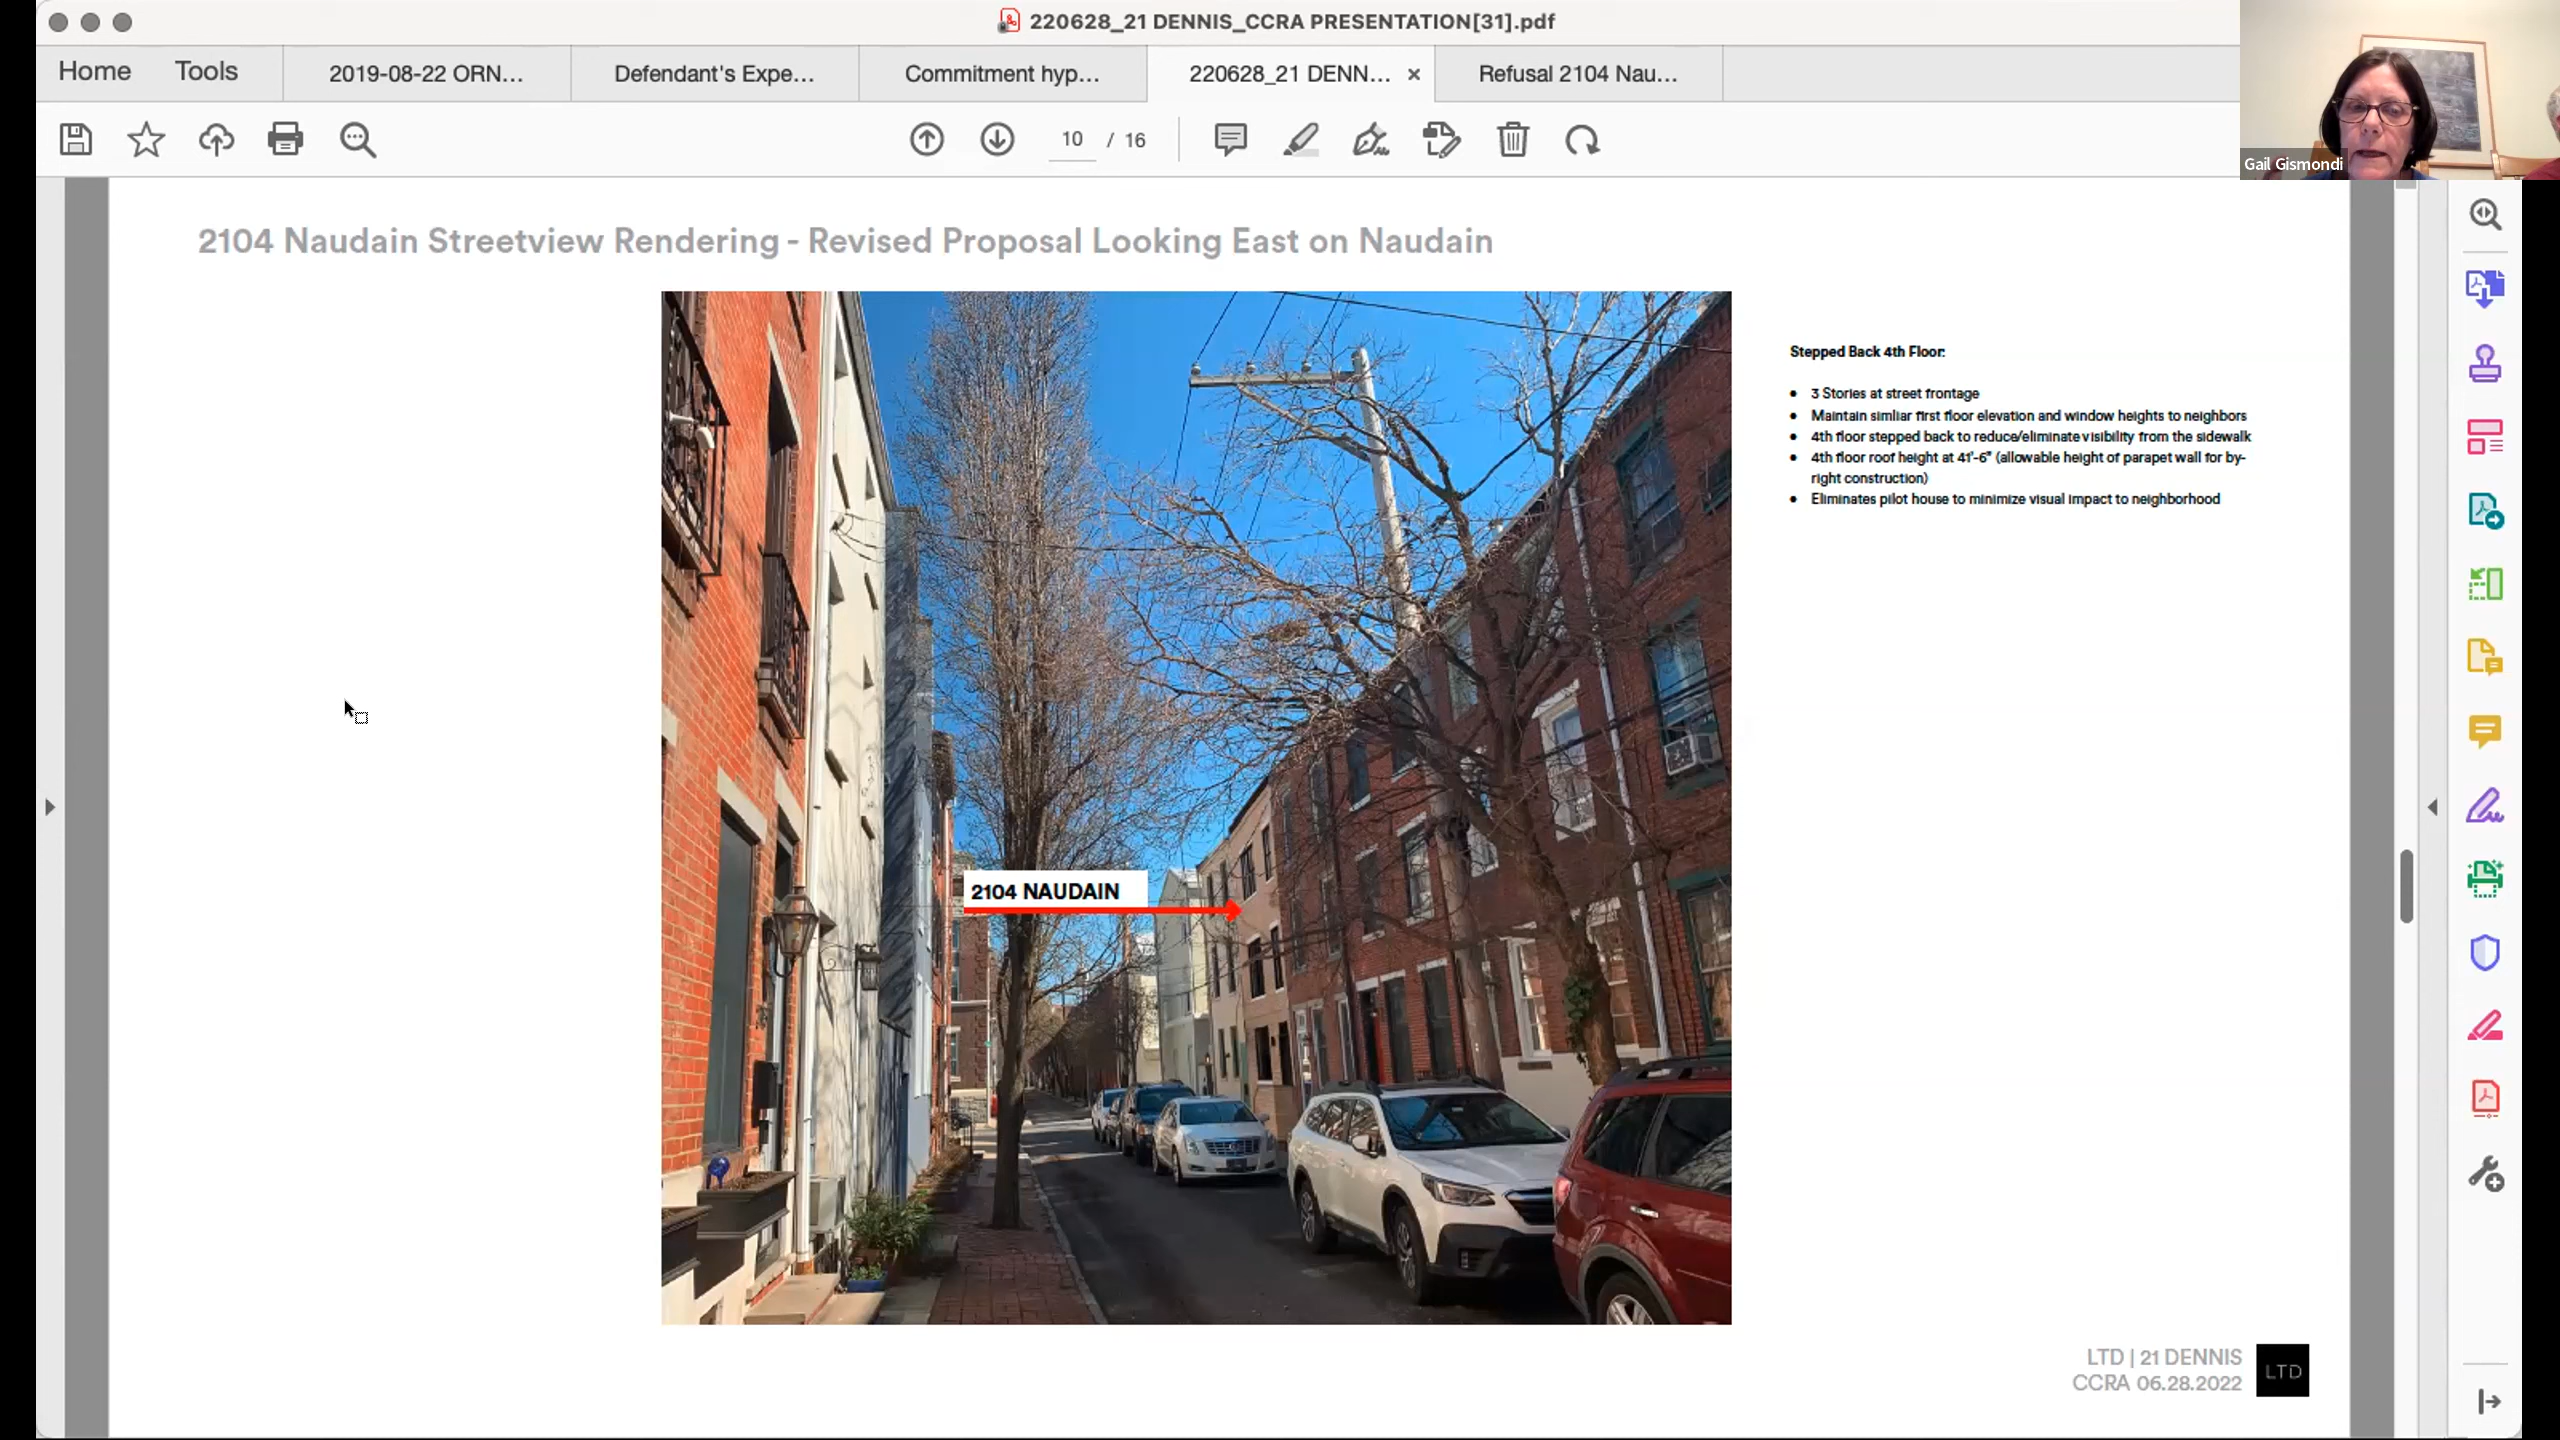 220628_21 DENNIS_CCRA PRESENTATION[31].pdf
Home
Tools
2019-08-22 ORN...
Defendant's Expe...
Commitment hyp...
220628_21 DENN...
Refusal 2104 Nau...
10 / 16
Gail Gismondi
2104 Naudain Streetview Rendering - Revised Proposal Looking East on Naudain
Stepped Back 4th Floor:
• 3 Stories at street frontage
• Maintain simliar first floor elevation and window heights to neighbors
• 4th floor stepped back to reduce/eliminate visibility from the sidewalk
• 4th floor roof height at 41'-6" (allowable height of parapet wall for by-
right construction)
• Eliminates pilot house to minimize visual impact to neighborhood
2104 NAUDAIN
LTD | 21 DENNIS
CCRA 06.28.2022
LTD